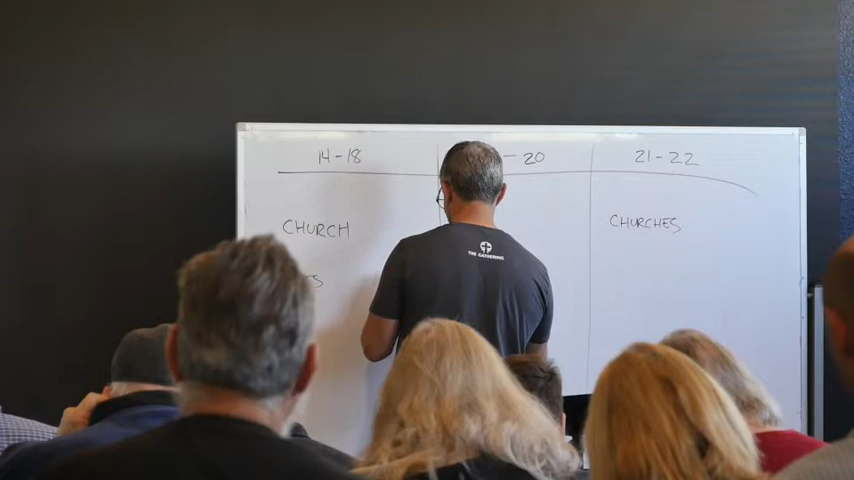 14-18
-20
21-22
CHURCH
CHURCHES
THE GATHERING